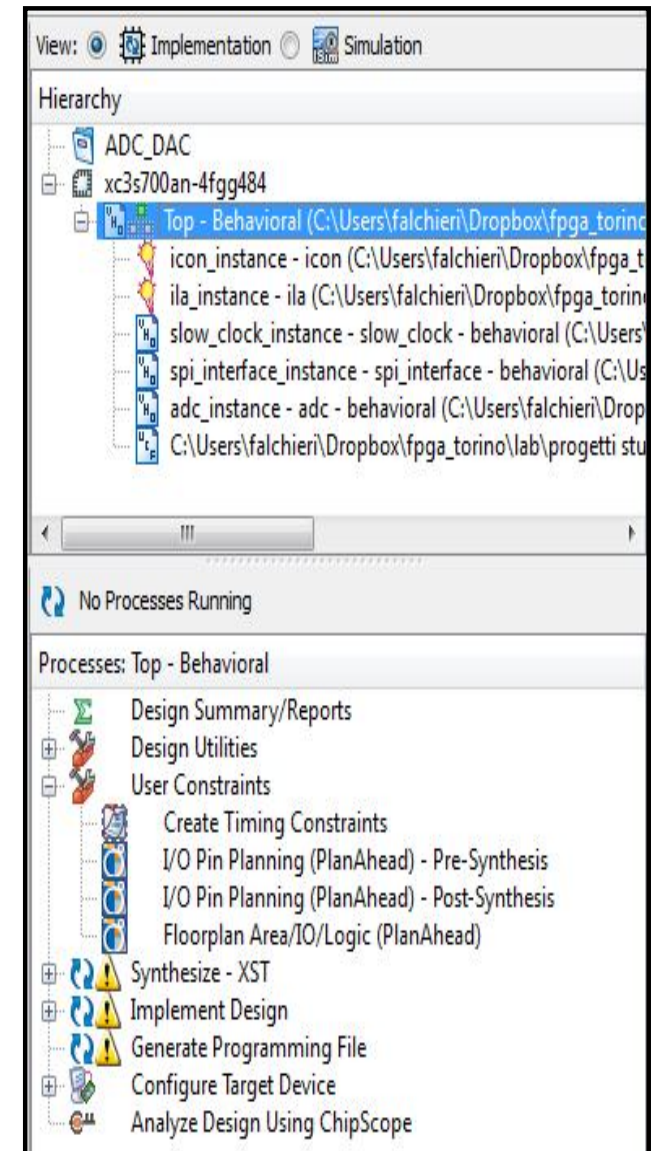 View: Implementation Simulation
Hierarchy
ADC_DAC
xc3s700an-4fgg484
Top - Behavioral (C:\Users\falchieri\Dropbox\fpga_torino
icon_instance - icon (C:\Users\falchieri\Dropbox\fpga_t
ila_instance - ila (C:\Users\falchieri\Dropbox\fpga_torin
slow_clock_instance - slow_clock - behavioral (C:\Users\
spi_interface_instance - spi_interface - behavioral (C:\Us
adc_instance - adc - behavioral (C:\Users\falchieri\Drop
C:\Users\falchieri\Dropbox\fpga_torino\lab\progetti stu
No Processes Running
Processes: Top - Behavioral
Design Summary/Reports
Design Utilities
User Constraints
Create Timing Constraints
I/O Pin Planning (PlanAhead) - Pre-Synthesis
I/O Pin Planning (PlanAhead) - Post-Synthesis
Floorplan Area/IO/Logic (PlanAhead)
Synthesize - XST
Implement Design
Generate Programming File
Configure Target Device
Analyze Design Using ChipScope